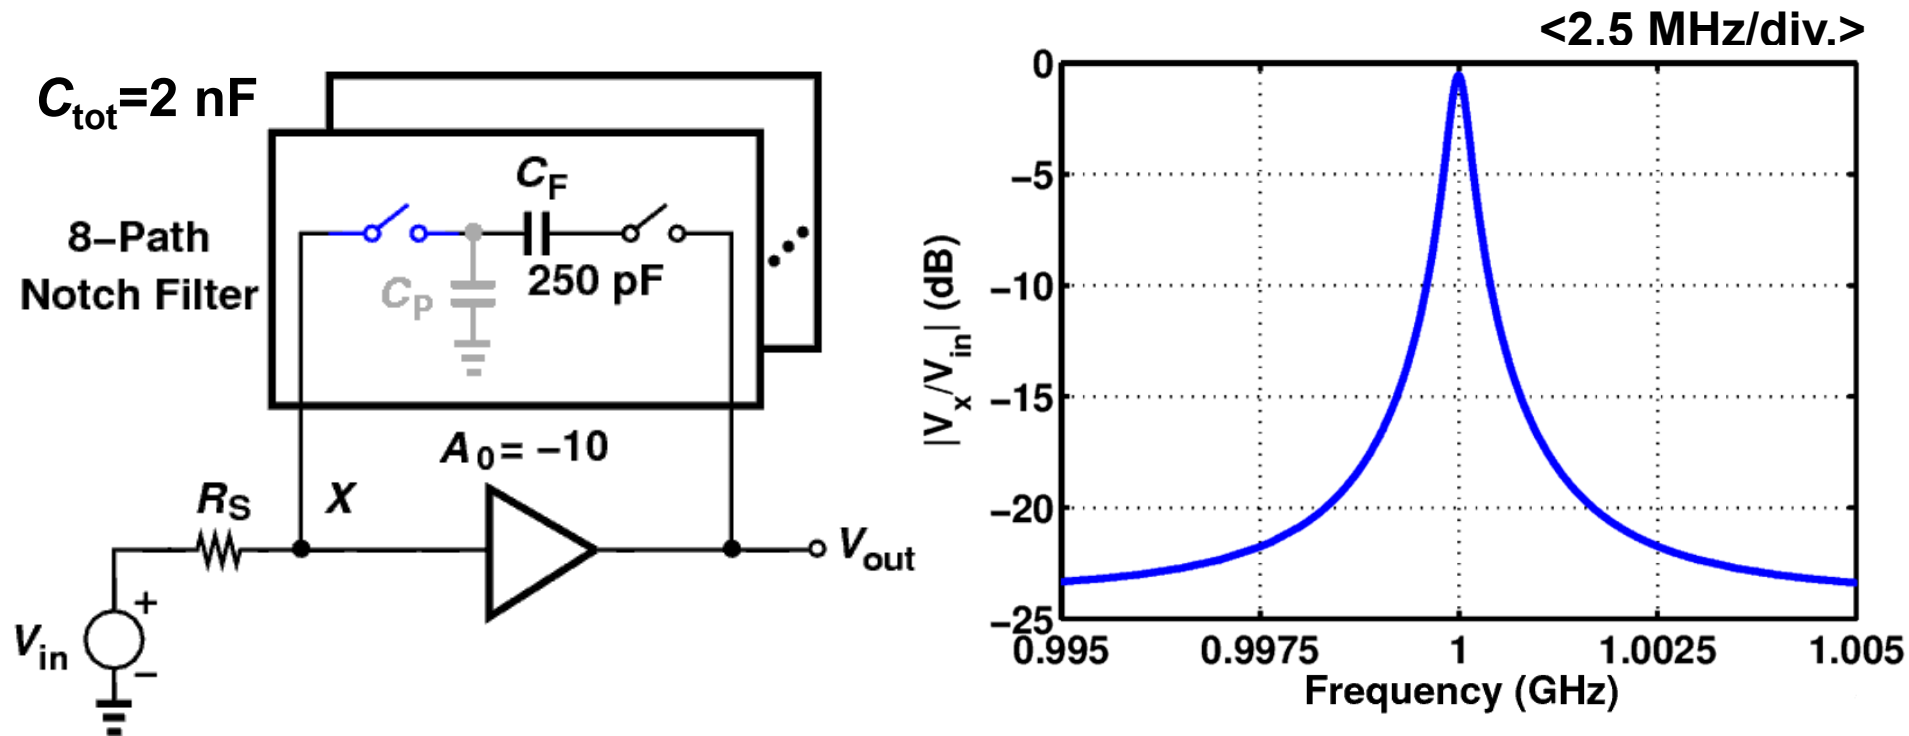 C_tot=2 nF
8−Path
Notch Filter
C_F
250 pF
C_P
A_0= −10
R_S
X
V_in
+
−
V_out
<2.5 MHz/div.>
|V_x/V_in| (dB)
0
−5
−10
−15
−20
−25
0.995
0.9975
1
1.0025
1.005
Frequency (GHz)